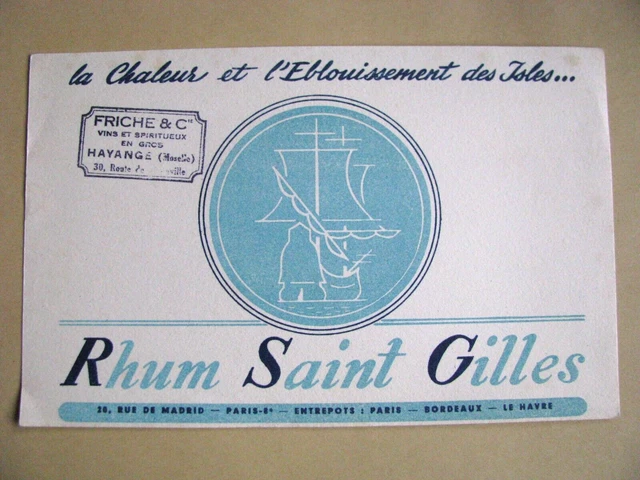 la Chaleur et l'Eblouissement des Isles...
FRICHE & Cie
VINS ET SPIRITUEUX
EN GROS
HAYANGE (Moselle)
30, Route de
Rhum Saint Gilles
28, RUE DE MADRID — PARIS-8e — ENTREPOTS : PARIS — BORDEAUX — LE HAVRE